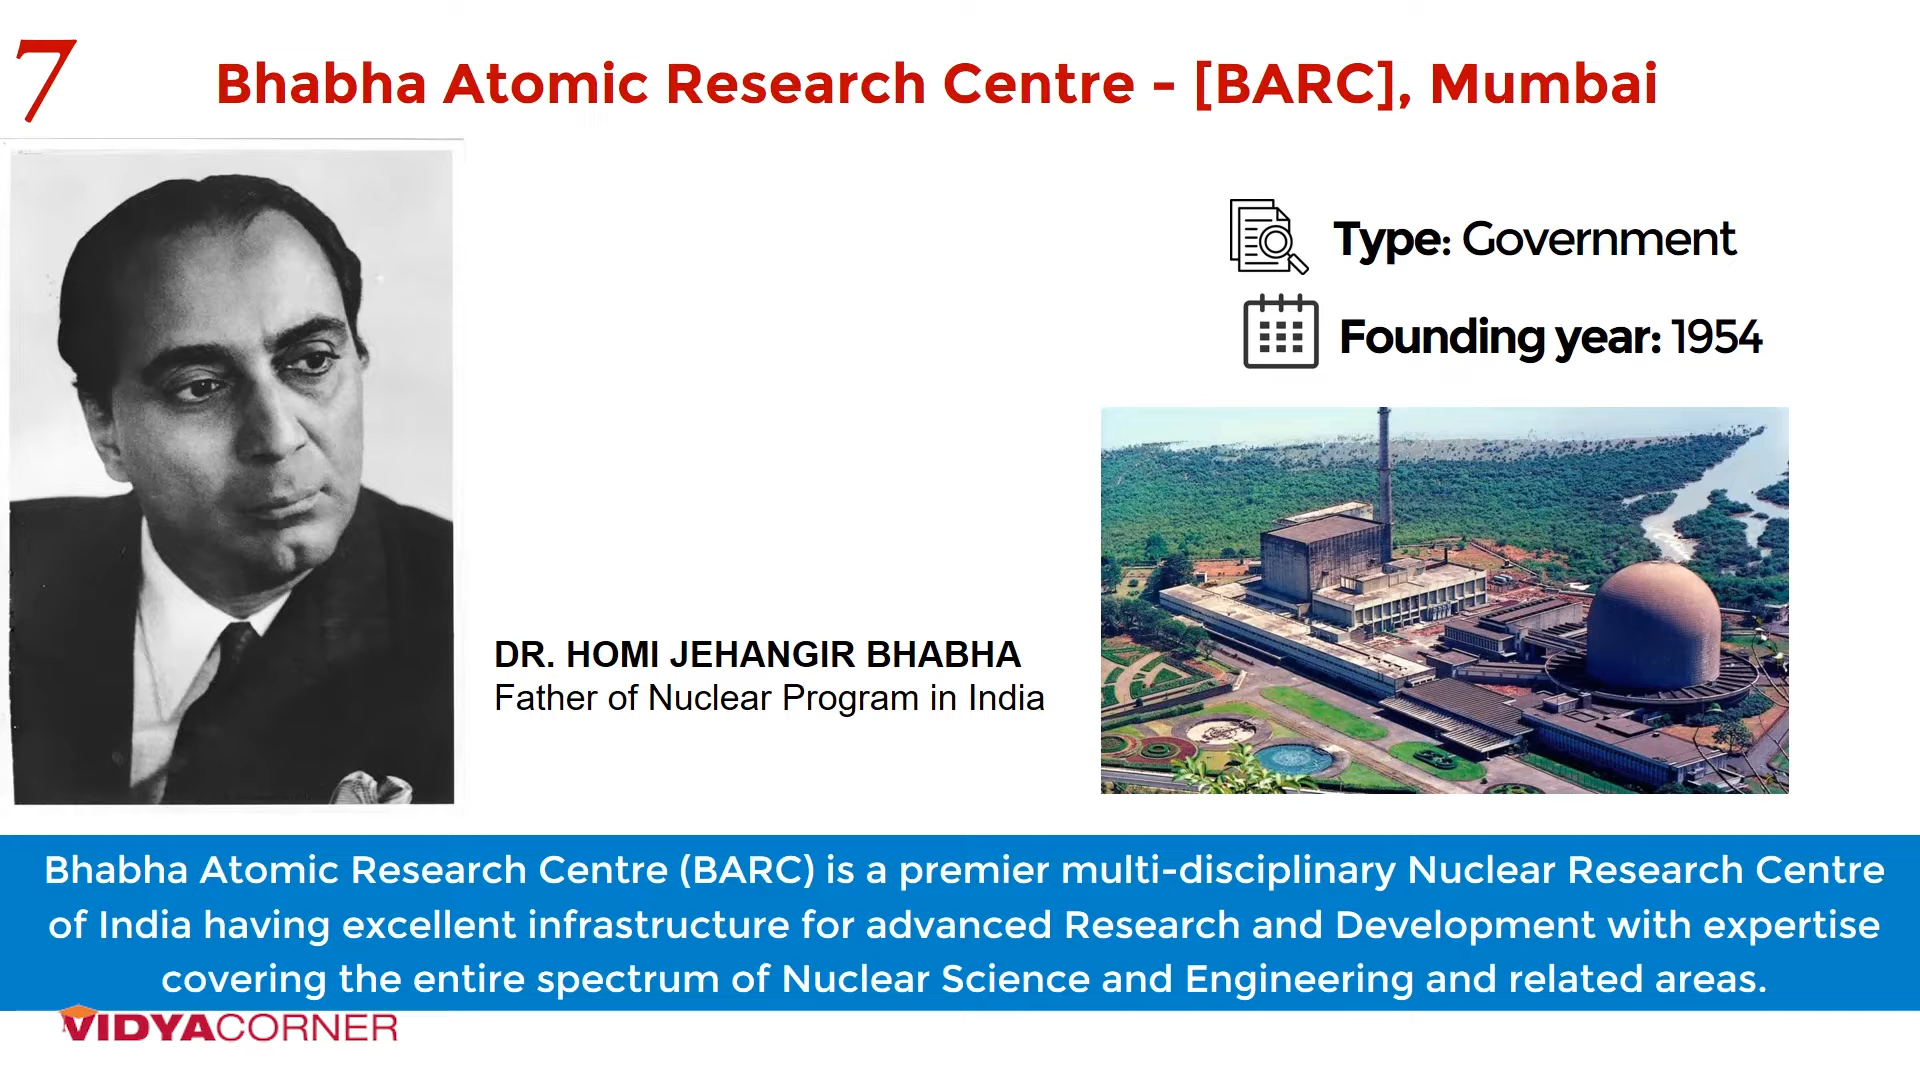 7
Bhabha Atomic Research Centre - [BARC], Mumbai
Type: Government
Founding year: 1954
DR. HOMI JEHANGIR BHABHA
Father of Nuclear Program in India
Bhabha Atomic Research Centre (BARC) is a premier multi-disciplinary Nuclear Research Centre
of India having excellent infrastructure for advanced Research and Development with expertise
covering the entire spectrum of Nuclear Science and Engineering and related areas.
VIDYACORNER